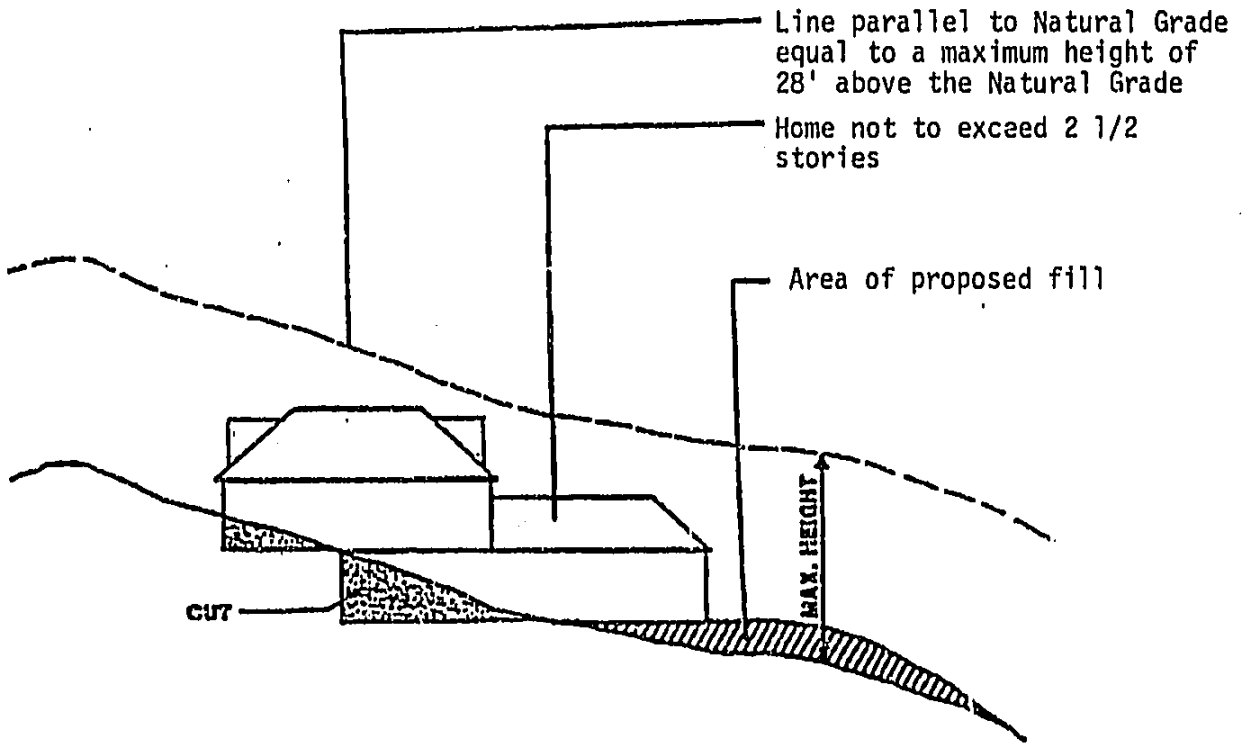 Line parallel to Natural Grade
equal to a maximum height of
28' above the Natural Grade
Home not to exceed 2 1/2
stories
Area of proposed fill
MAX. HEIGHT
CUT